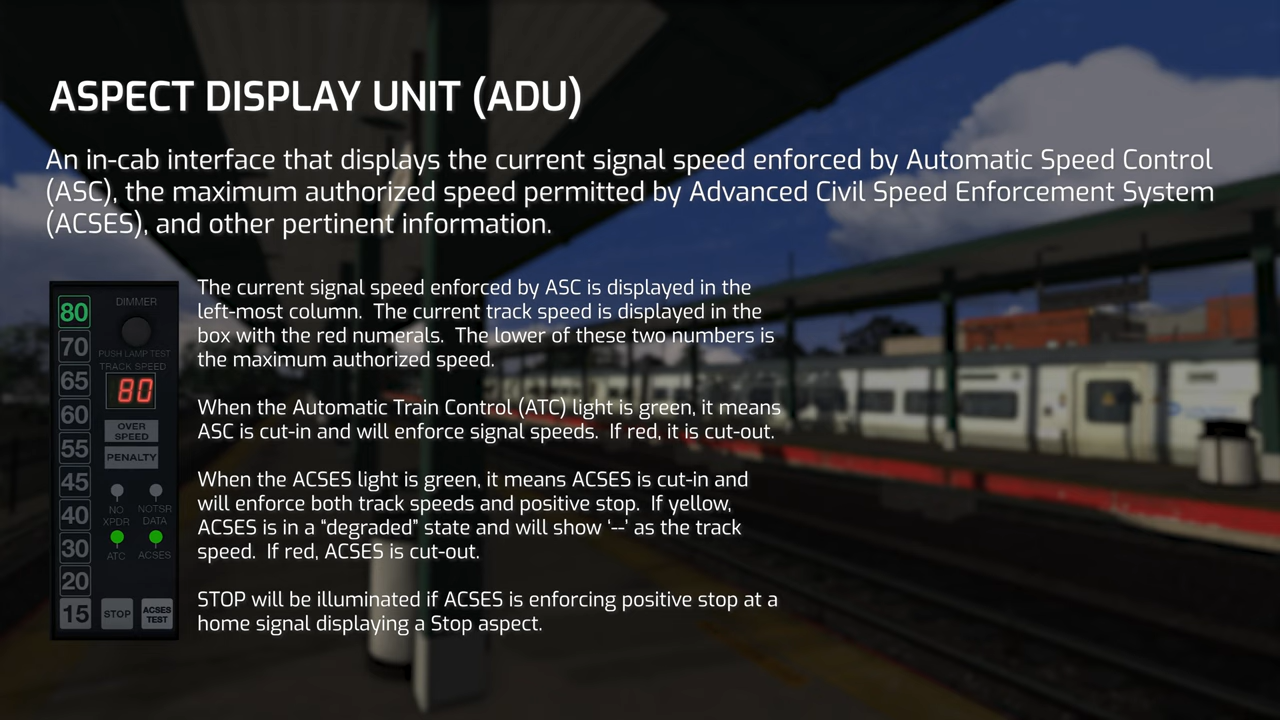 ASPECT DISPLAY UNIT (ADU)
An in-cab interface that displays the current signal speed enforced by Automatic Speed Control
(ASC), the maximum authorized speed permitted by Advanced Civil Speed Enforcement System
(ACSES), and other pertinent information.
80
70
65
60
55
45
40
30
20
15
DIMMER
PUSH LAMP TEST
TRACK SPEED
80
OVER
SPEED
PENALTY
NO
XPDR
NOTSR
DATA
ATC
ACSES
STOP
ACSES
TEST
The current signal speed enforced by ASC is displayed in the
left-most column. The current track speed is displayed in the
box with the red numerals. The lower of these two numbers is
the maximum authorized speed.
When the Automatic Train Control (ATC) light is green, it means
ASC is cut-in and will enforce signal speeds. If red, it is cut-out.
When the ACSES light is green, it means ACSES is cut-in and
will enforce both track speeds and positive stop. If yellow,
ACSES is in a “degraded” state and will show ‘--’ as the track
speed. If red, ACSES is cut-out.
STOP will be illuminated if ACSES is enforcing positive stop at a
home signal displaying a Stop aspect.